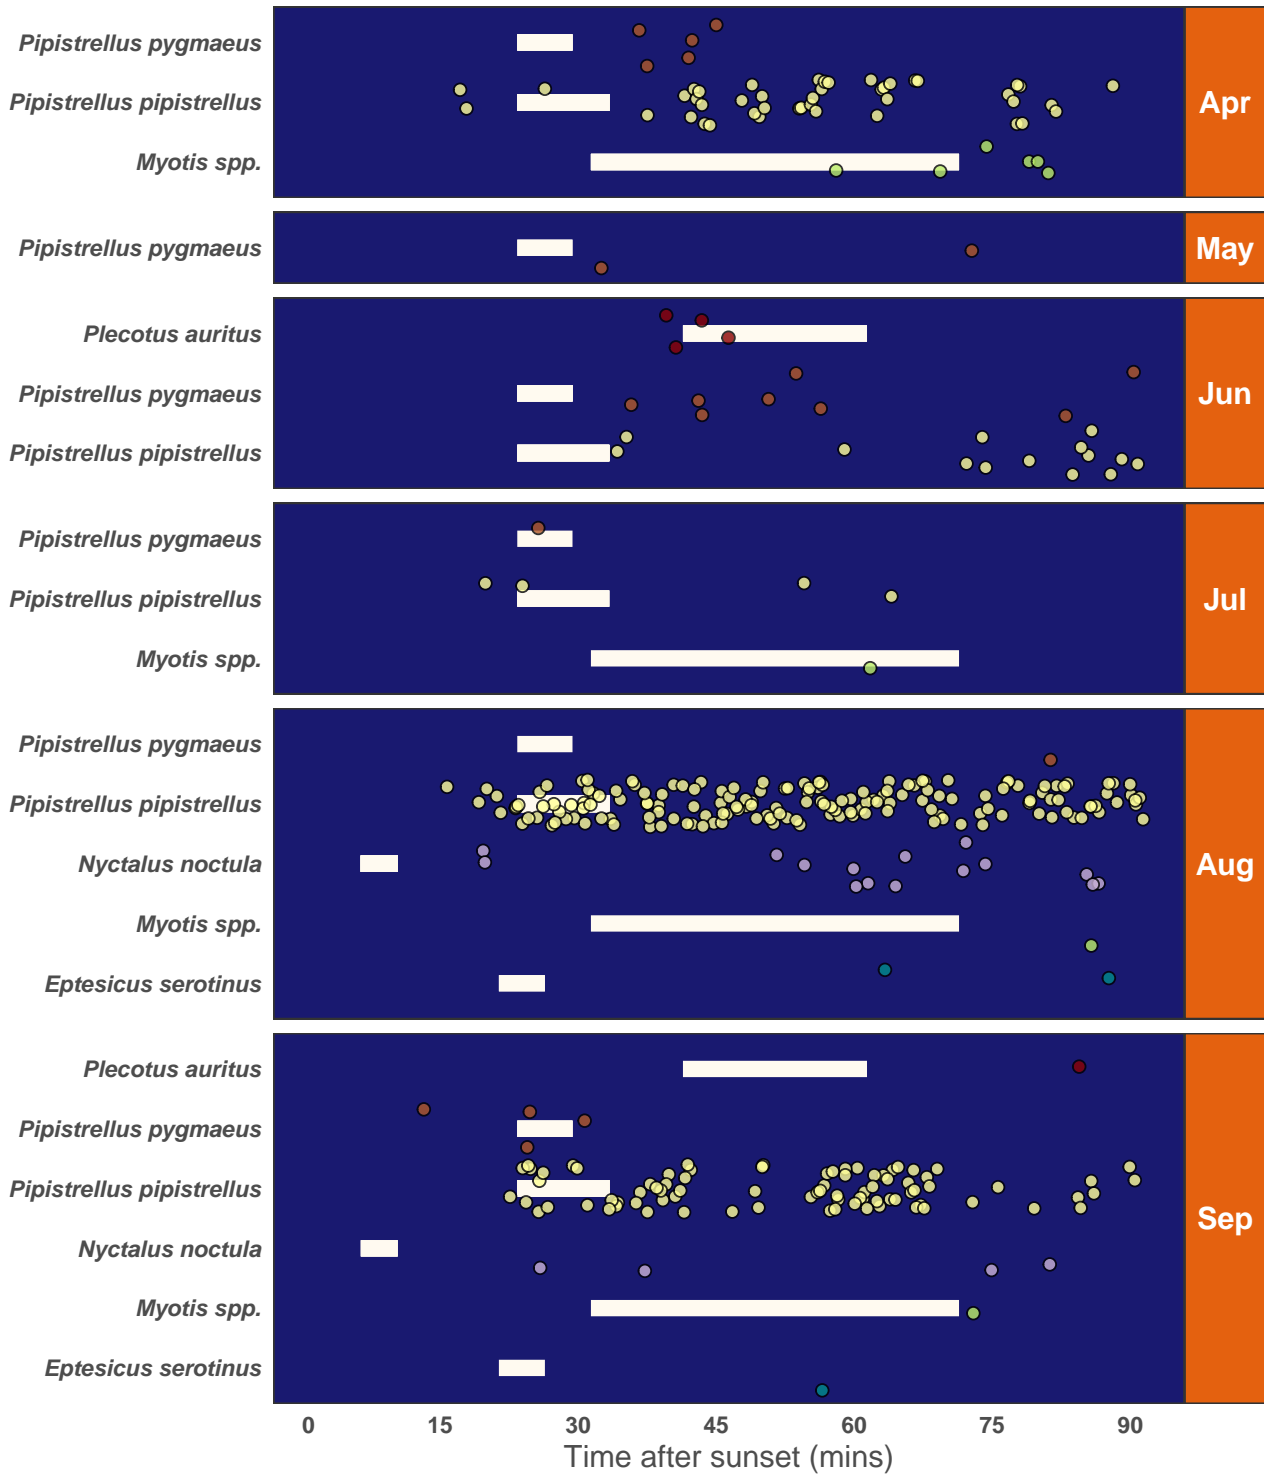 Pipistrellus pygmaeus
Pipistrellus pipistrellus
Myotis spp.
Apr
Pipistrellus pygmaeus
May
Plecotus auritus
Pipistrellus pygmaeus
Pipistrellus pipistrellus
Jun
Pipistrellus pygmaeus
Pipistrellus pipistrellus
Myotis spp.
Jul
Pipistrellus pygmaeus
Pipistrellus pipistrellus
Nyctalus noctula
Myotis spp.
Eptesicus serotinus
Aug
Plecotus auritus
Pipistrellus pygmaeus
Pipistrellus pipistrellus
Nyctalus noctula
Myotis spp.
Eptesicus serotinus
Sep
0 15 30 45 60 75 90
Time after sunset (mins)